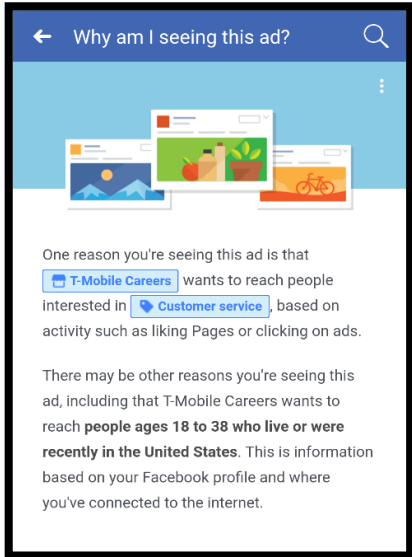 Why am I seeing this ad?
One reason you're seeing this ad is that
T-Mobile Careers wants to reach people
interested in Customer service, based on
activity such as liking Pages or clicking on ads.
There may be other reasons you're seeing this
ad, including that T-Mobile Careers wants to
reach people ages 18 to 38 who live or were
recently in the United States. This is information
based on your Facebook profile and where
you've connected to the internet.